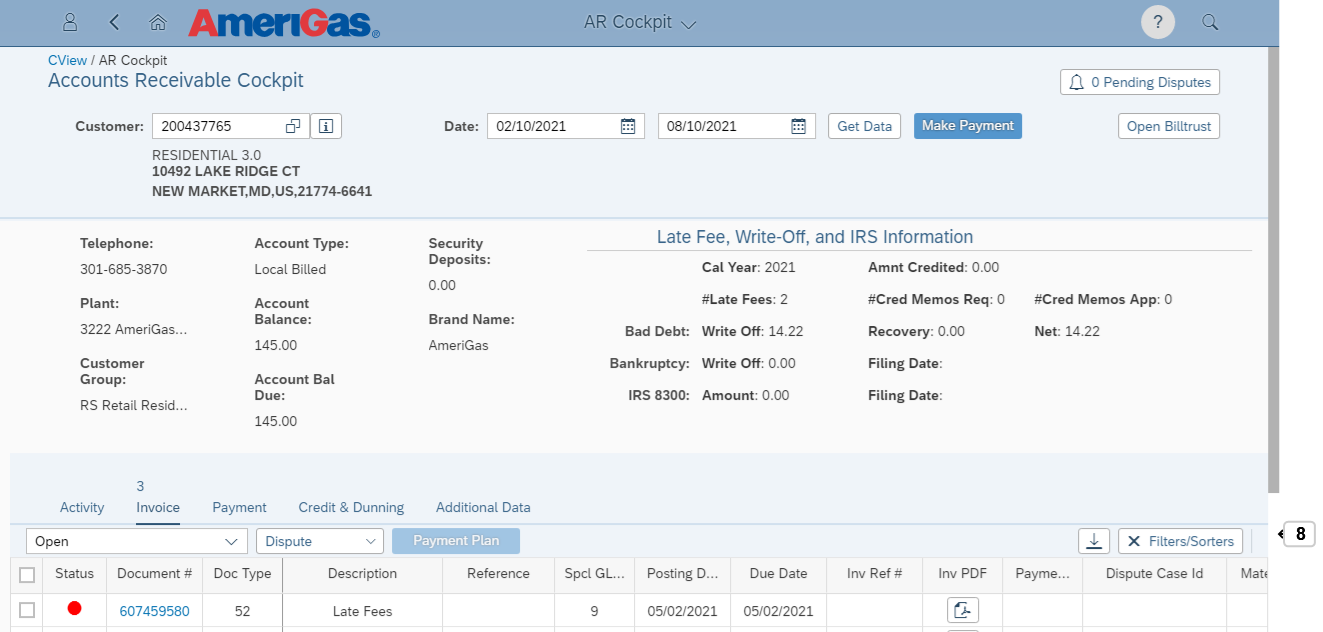 AmeriGas®
AR Cockpit
?
CView / AR Cockpit
Accounts Receivable Cockpit
0 Pending Disputes
Customer: 200437765
Date: 02/10/2021 08/10/2021 Get Data Make Payment Open Billtrust
RESIDENTIAL 3.0
10492 LAKE RIDGE CT
NEW MARKET,MD,US,21774-6641
Telephone:
301-685-3870
Plant:
3222 AmeriGas...
Customer
Group:
RS Retail Resid...
Account Type:
Local Billed
Account
Balance:
145.00
Account Bal
Due:
145.00
Security
Deposits:
0.00
Brand Name:
AmeriGas
Late Fee, Write-Off, and IRS Information
Cal Year: 2021 Amnt Credited: 0.00
#Late Fees: 2 #Cred Memos Req: 0 #Cred Memos App: 0
Bad Debt: Write Off: 14.22 Recovery: 0.00 Net: 14.22
Bankruptcy: Write Off: 0.00 Filing Date:
IRS 8300: Amount: 0.00 Filing Date:
3
Activity Invoice Payment Credit & Dunning Additional Data
Open Dispute Payment Plan Filters/Sorters
8
Status Document # Doc Type Description Reference Spcl GL... Posting D... Due Date Inv Ref # Inv PDF Payme... Dispute Case Id
607459580 52 Late Fees 9 05/02/2021 05/02/2021